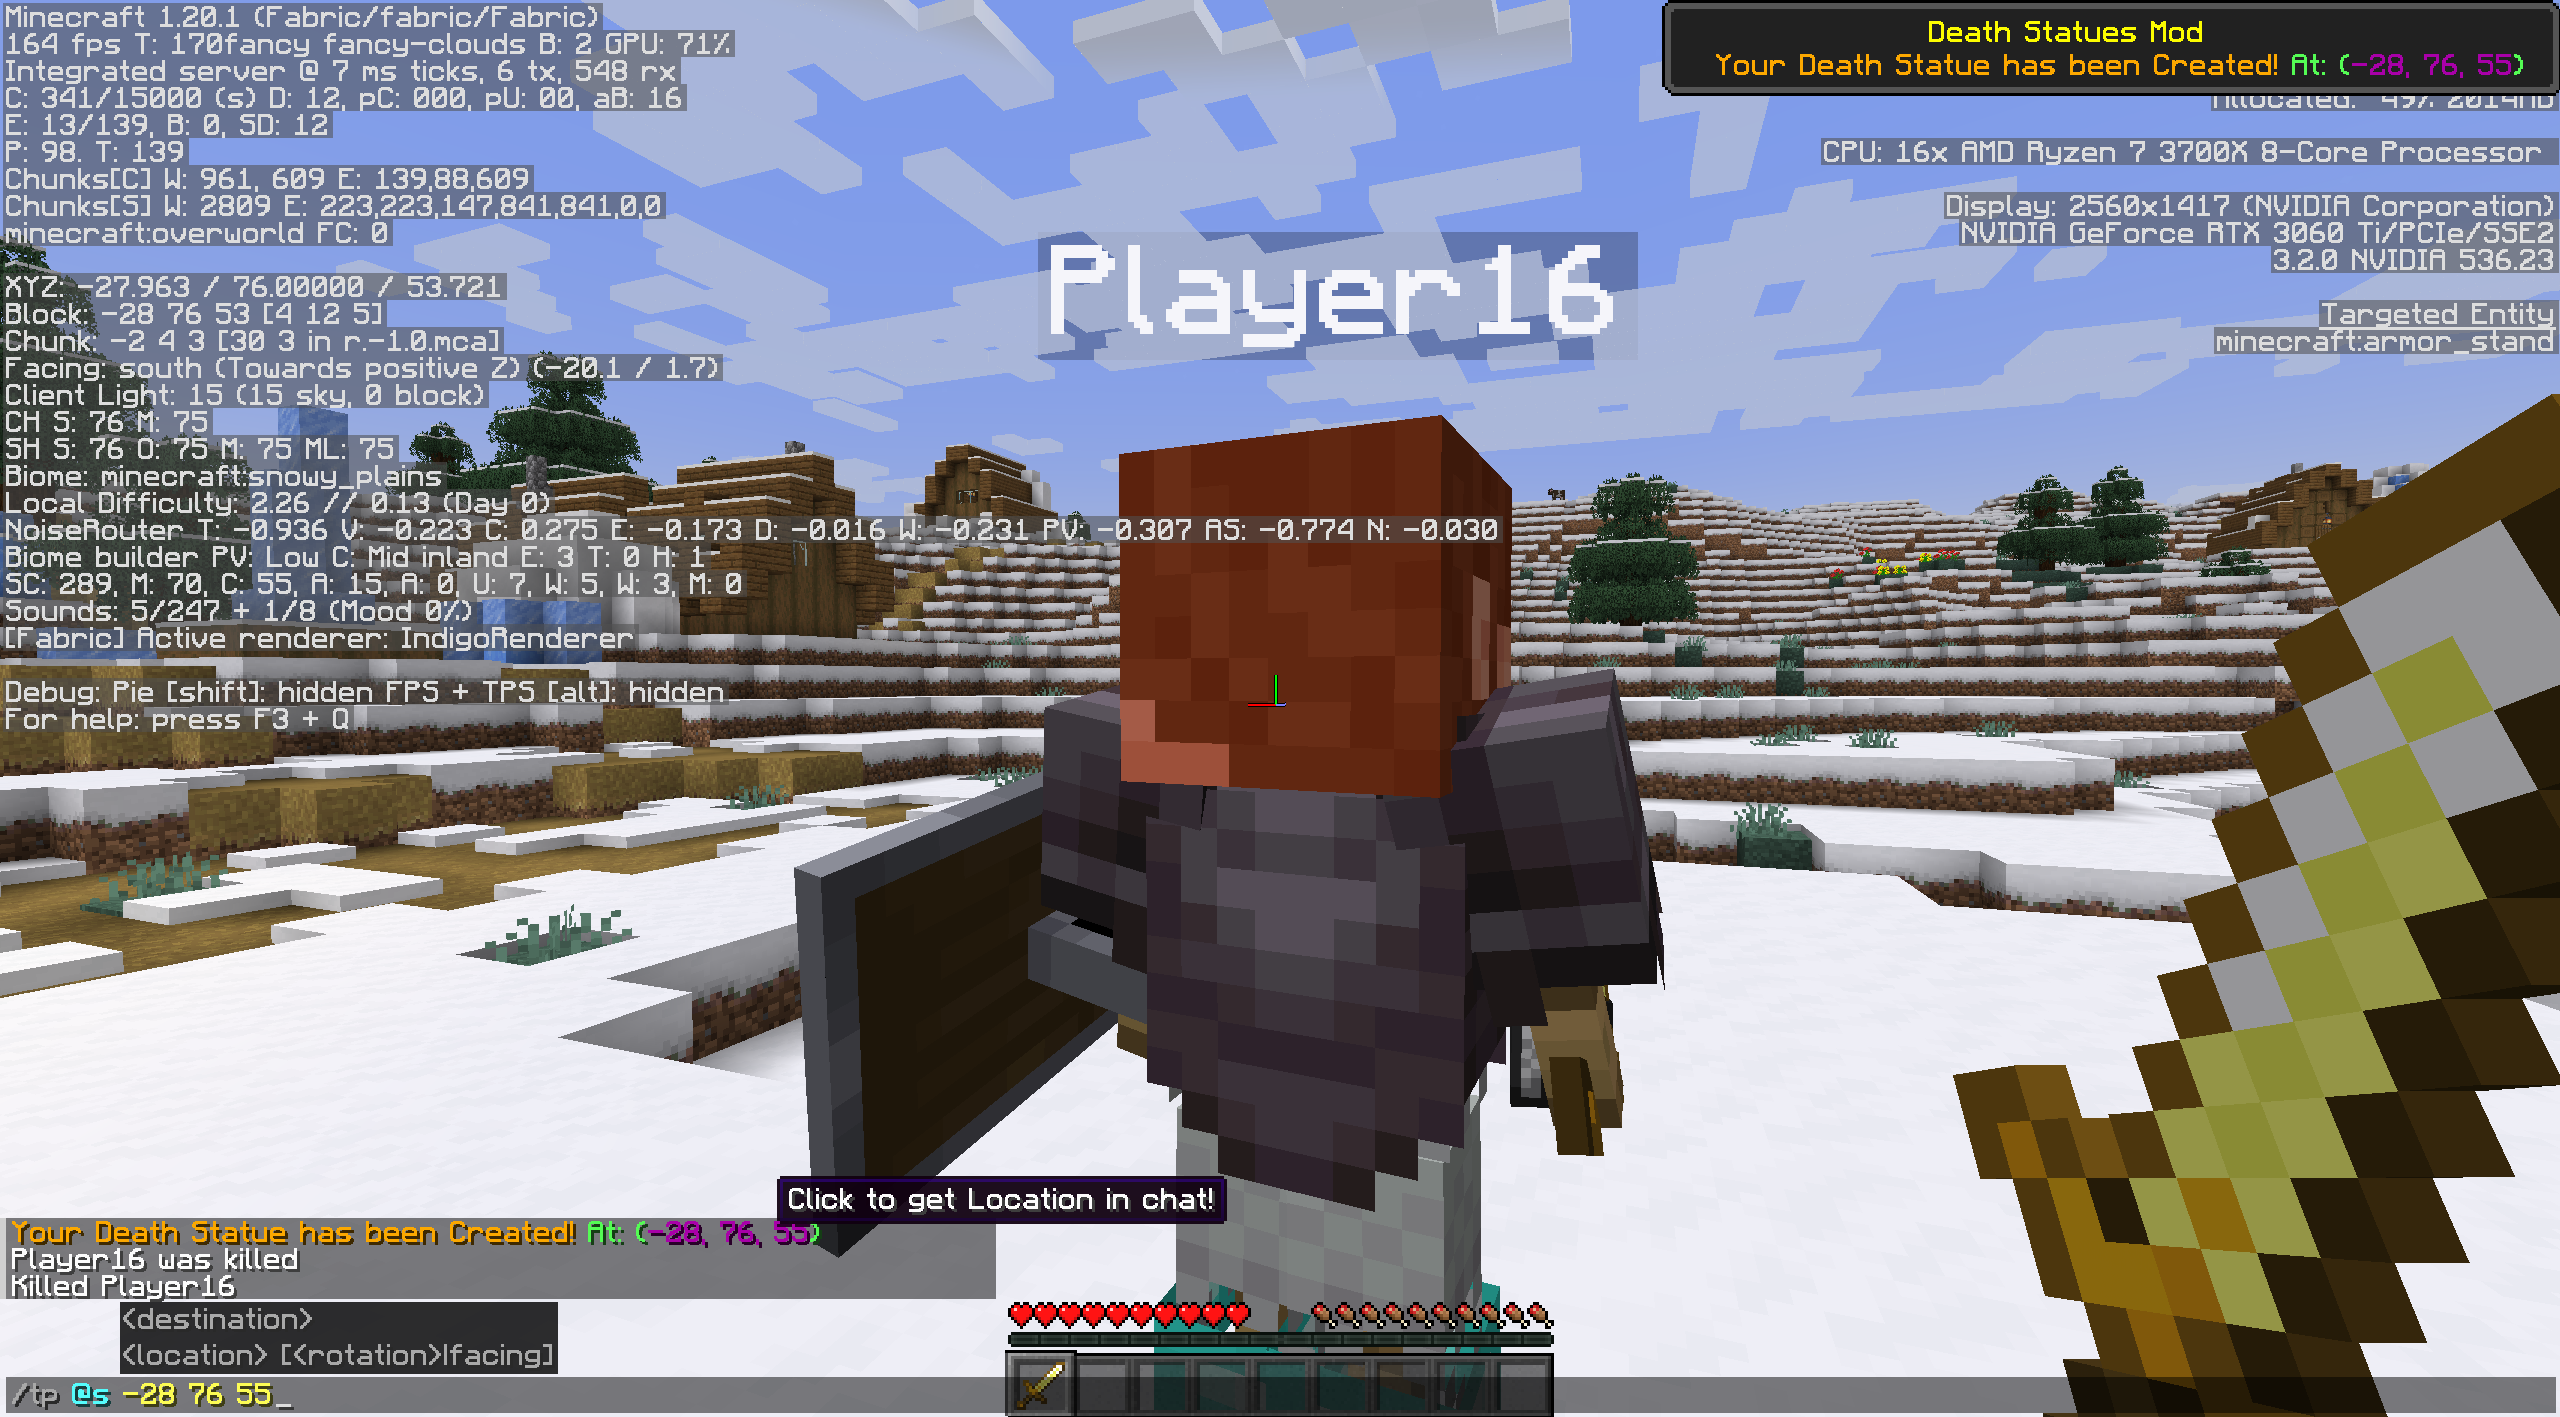 Minecraft 1.20.1 (Fabric/fabric/Fabric)
164 fps T: 170fancy fancy-clouds B: 2 GPU: 71%
Integrated server @ 7 ms ticks, 6 tx, 548 rx
C: 341/15000 (s) D: 12, pC: 000, pU: 00, aB: 16
E: 13/139, B: 0, SD: 12
P: 98. T: 139
Chunks[C] W: 961, 609 E: 139,88,609
Chunks[S] W: 2809 E: 223,223,147,841,841,0,0
minecraft:overworld FC: 0
XYZ: -27.963 / 76.00000 / 53.721
Block: -28 76 53 [4 12 5]
Chunk: -2 4 3 [30 3 in r.-1.0.mca]
Facing: south (Towards positive Z) (-20.1 / 1.7)
Client Light: 15 (15 sky, 0 block)
CH S: 76 M: 75
SH S: 76 O: 75 M: 75 ML: 75
Biome: minecraft:snowy_plains
Local Difficulty: 2.26 // 0.13 (Day 0)
NoiseRouter T: -0.936 V: -0.223 C: 0.275 E: -0.173 D: -0.016 W: -0.231 PV: -0.307 AS: -0.774 N: -0.030
Biome builder PV: Low C: Mid inland E: 3 T: 0 H: 1
SC: 289, M: 70, C: 55, A: 15, A: 0, U: 7, W: 5, W: 3, M: 0
Sounds: 5/247 + 1/8 (Mood 0%)
[Fabric] Active renderer: IndigoRenderer
Debug: Pie [shift]: hidden FPS + TPS [alt]: hidden
For help: press F3 + Q
Death Statues Mod
Your Death Statue has been Created! At: (-28, 76, 55)
Allocated: 49% 2014MB
CPU: 16x AMD Ryzen 7 3700X 8-Core Processor
Display: 2560x1417 (NVIDIA Corporation)
NVIDIA GeForce RTX 3060 Ti/PCIe/SSE2
3.2.0 NVIDIA 536.23
Targeted Entity
minecraft:armor_stand
Player16
Click to get Location in chat!
Your Death Statue has been Created! At: (-28, 76, 55)
Player16 was killed
Killed Player16
<destination>
<location> [<rotation>|facing]
/tp @s -28 76 55_